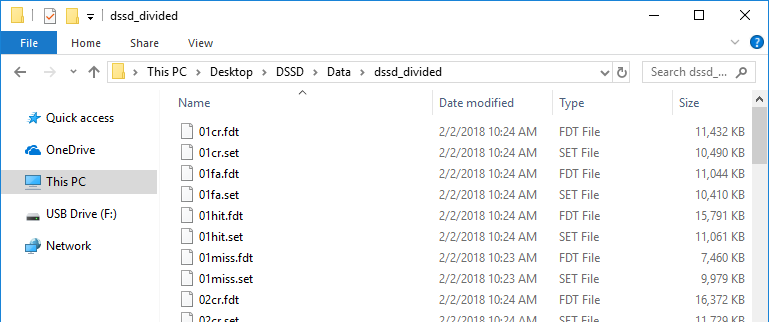 dssd_divided
File Home Share View
This PC Desktop DSSD Data dssd_divided Search dssd_...
Name Date modified Type Size
Quick access
OneDrive
This PC
USB Drive (F:)
Network
01cr.fdt 2/2/2018 10:24 AM FDT File 11,432 KB
01cr.set 2/2/2018 10:24 AM SET File 10,490 KB
01fa.fdt 2/2/2018 10:24 AM FDT File 11,044 KB
01fa.set 2/2/2018 10:24 AM SET File 10,410 KB
01hit.fdt 2/2/2018 10:24 AM FDT File 15,791 KB
01hit.set 2/2/2018 10:24 AM SET File 11,061 KB
01miss.fdt 2/2/2018 10:23 AM FDT File 7,460 KB
01miss.set 2/2/2018 10:23 AM SET File 9,979 KB
02cr.fdt 2/2/2018 10:24 AM FDT File 16,372 KB
02cr.set 2/2/2018 10:24 AM SET File 11,729 KB